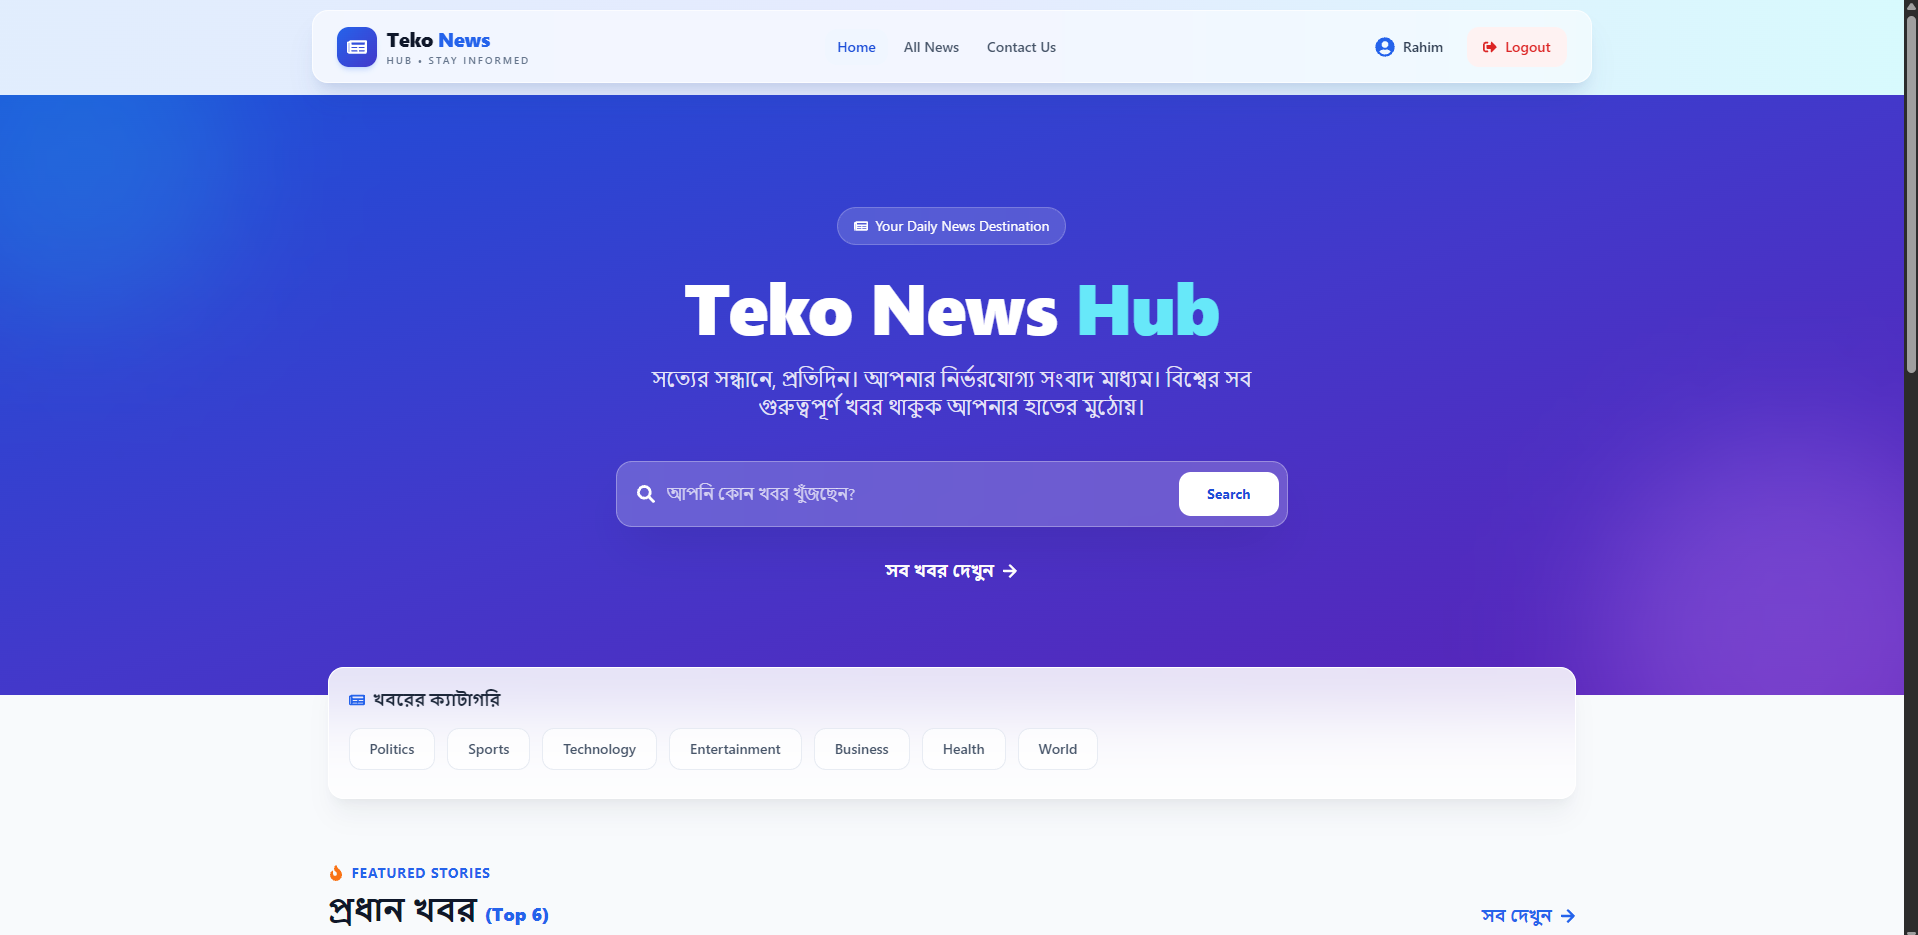 Teko News
HUB • STAY INFORMED
Home All News Contact Us
Rahim Logout
Your Daily News Destination
Teko News Hub
সত্যের সন্ধানে, প্রতিদিন। আপনার নির্ভরযোগ্য সংবাদ মাধ্যম। বিশ্বের সব
গুরুত্বপূর্ণ খবর থাকুক আপনার হাতের মুঠোয়।
আপনি কোন খবর খুঁজছেন? Search
সব খবর দেখুন →
খবরের ক্যাটাগরি
Politics Sports Technology Entertainment Business Health World
FEATURED STORIES
প্রধান খবর (Top 6)
সব দেখুন →